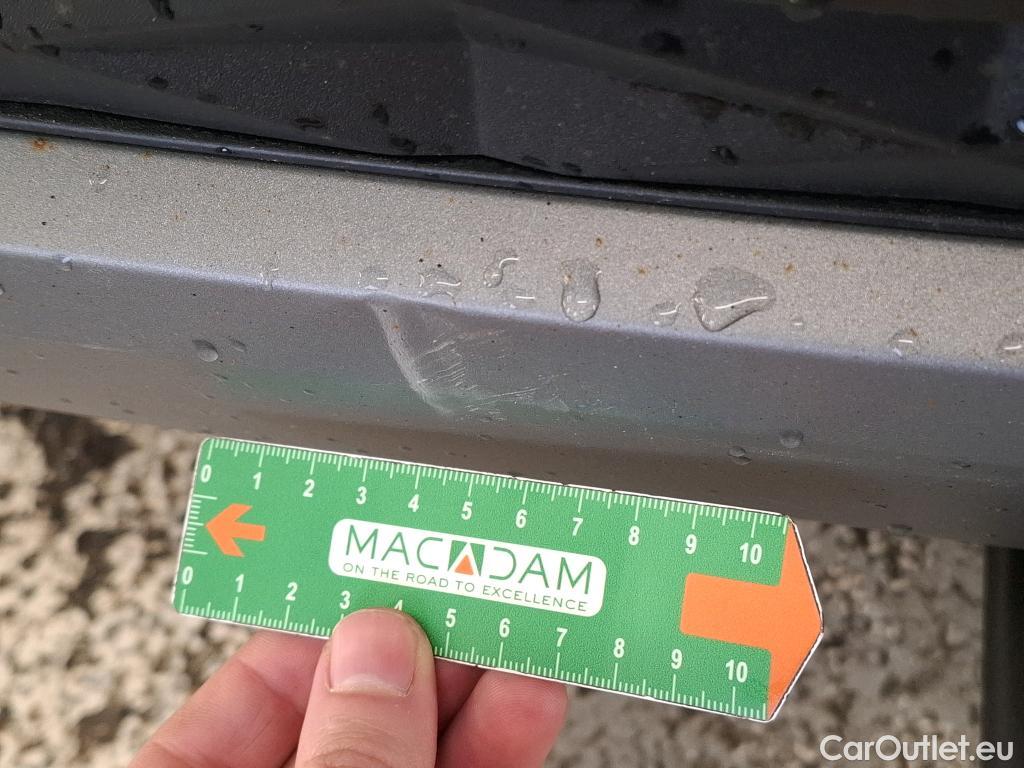 0 1 2 3 4 5 6 7 8 9 10
MACADAM
ON THE ROAD TO EXCELLENCE
0 1 2 3 4 5 6 7 8 9 10
CarOutlet.eu